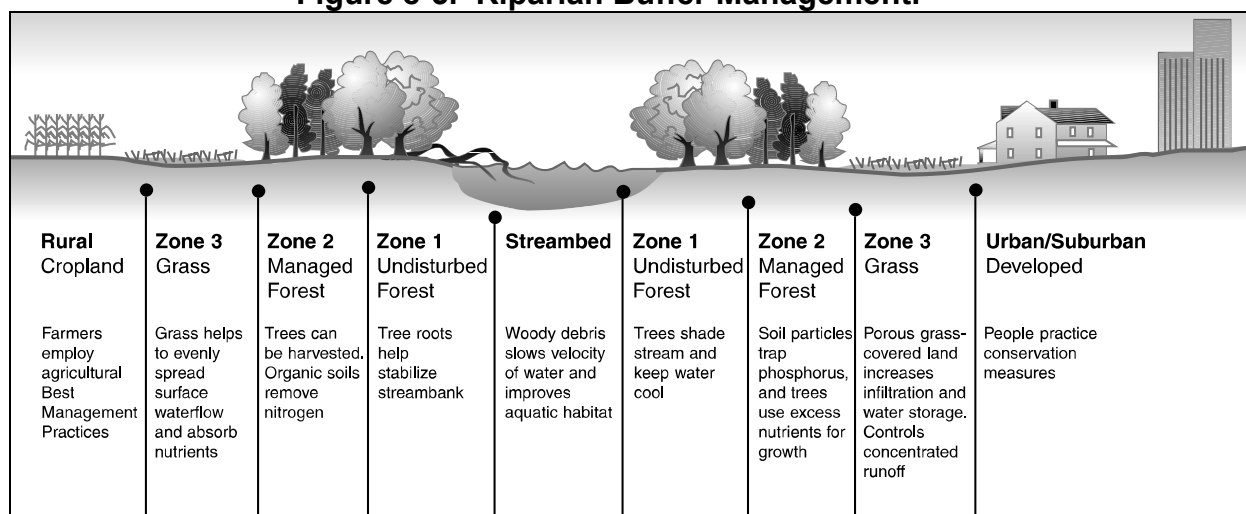 Figure 3-3. Riparian Buffer Management.
Rural
Cropland
Farmers
employ
agricultural
Best
Management
Practices
Zone 3
Grass
Grass helps
to evenly
spread
surface
waterflow
and absorb
nutrients
Zone 2
Managed
Forest
Trees can
be harvested.
Organic soils
remove
nitrogen
Zone 1
Undisturbed
Forest
Tree roots
help
stabilize
streambank
Streambed
Woody debris
slows velocity
of water and
improves
aquatic habitat
Zone 1
Undisturbed
Forest
Trees shade
stream and
keep water
cool
Zone 2
Managed
Forest
Soil particles
trap
phosphorus,
and trees
use excess
nutrients for
growth
Zone 3
Grass
Porous grass-
covered land
increases
infiltration and
water storage.
Controls
concentrated
runoff
Urban/Suburban
Developed
People practice
conservation
measures